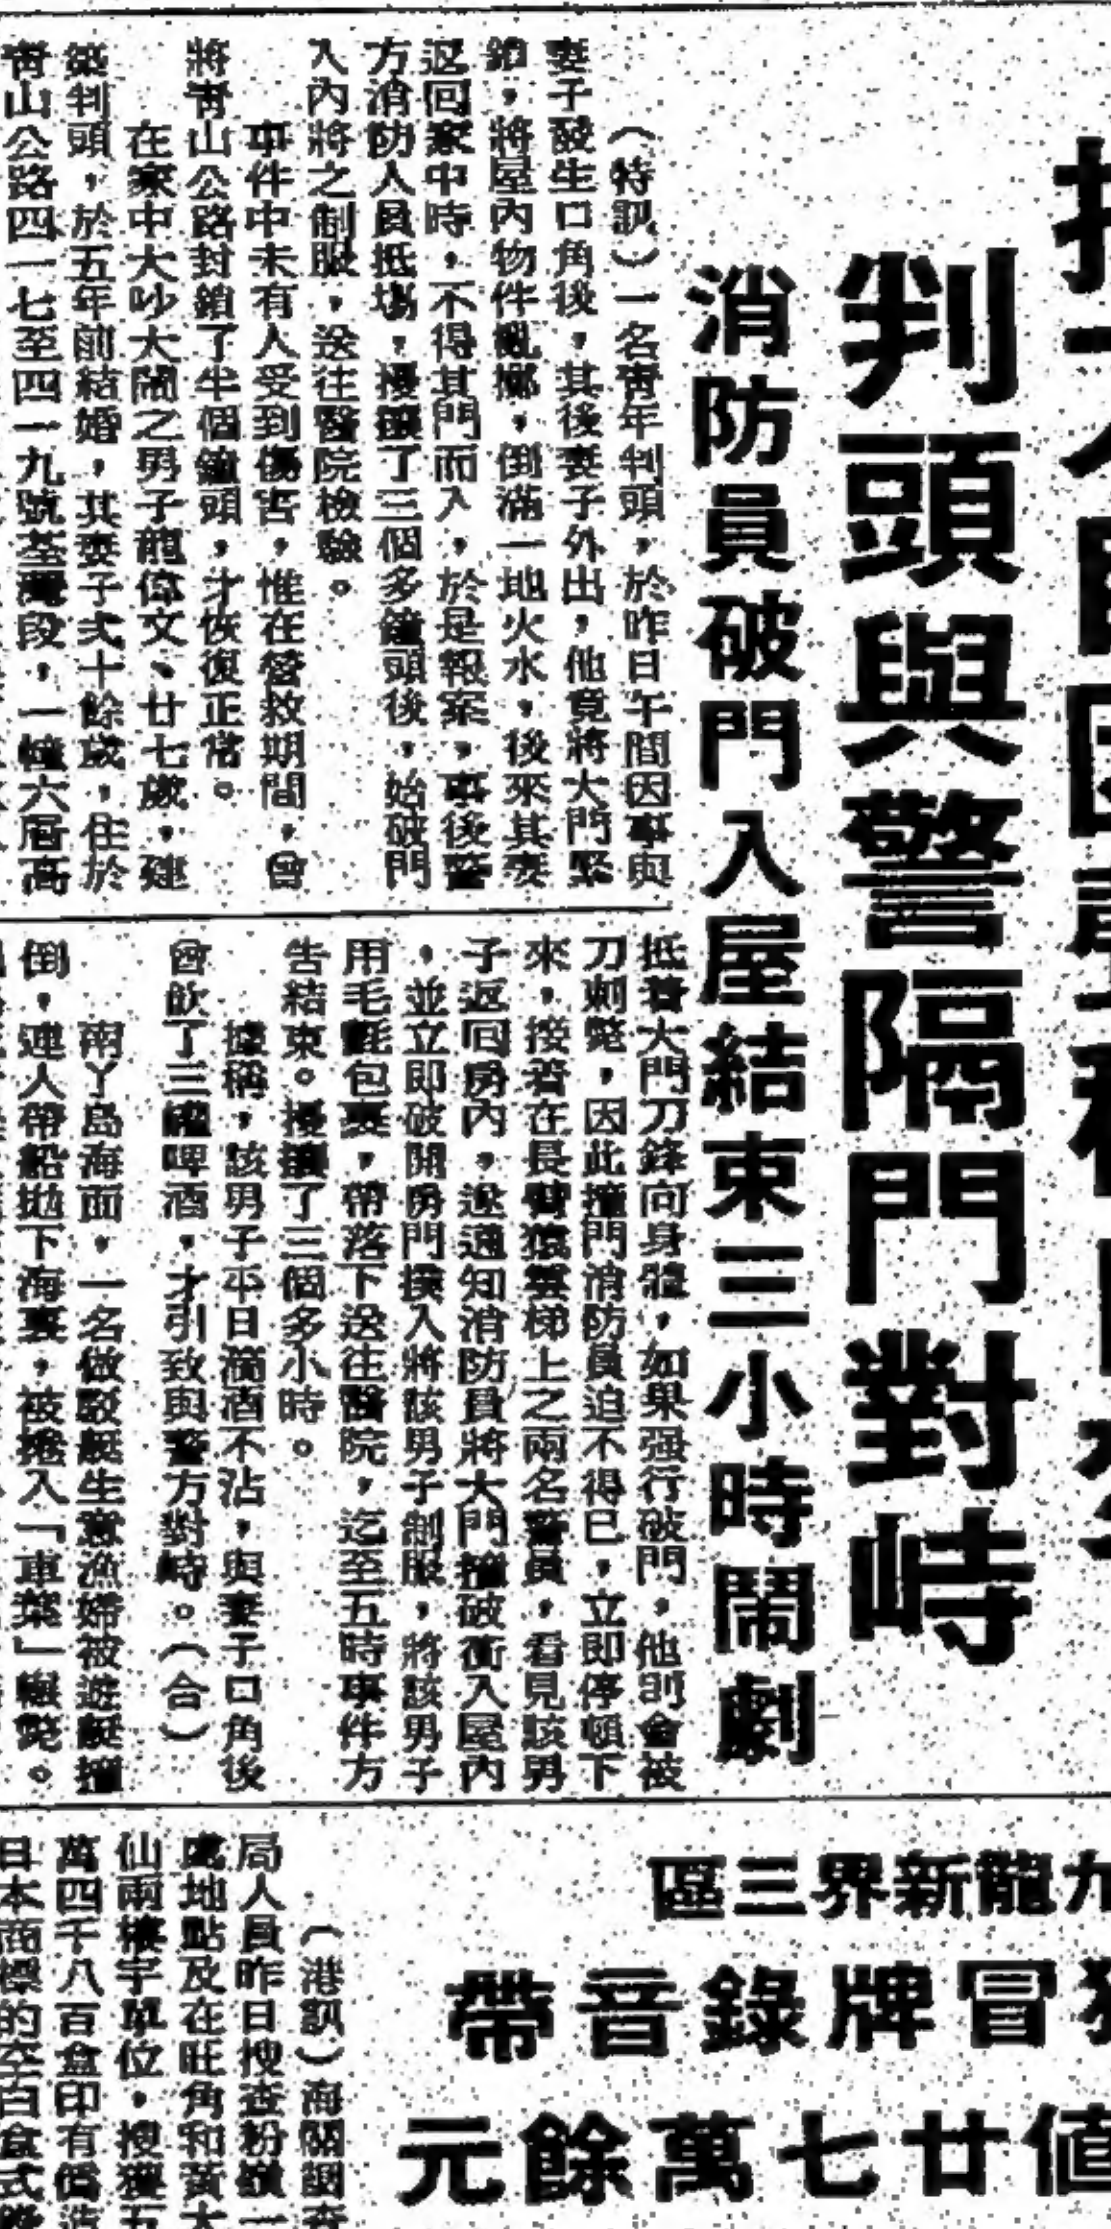 判頭與警隔門對峙
消防員破門入屋結束三小時鬧劇
（特訊）一名青年判頭，於昨日午間因事與
妻子發生口角後，其後妻子外出，他竟將大門堅
鎖，將屋內物件亂擲，倒滿一地火水，後來其妻
返回家中時，不得其門而入，於是報案，事後警
方消防人員抵場，擾攘了三個多鐘頭後，始破門
入內將之制服，送往醫院檢驗。
事件中未有人受到傷害，惟在營救期間，曾
將青山公路封鎖了半個鐘頭，才恢復正常。
在家中大吵大鬧之男子龍偉文、廿七歲，建
築判頭，於五年前結婚，其妻子弍十餘歲，住於
青山公路四一七至四一九號荃灣段，一幢六層高
抵着大門刀鋒向身體，如果强行破門，他則會被
刀刺斃，因此撞門消防員迫不得已，立即停頓下
來，接着在長臂猿雲梯上之兩名警員，看見該男
子返回房內，遂通知消防員將大門撞破衝入屋內
，並立即破開房門撲入將該男子制服，將該男子
用毛氈包裹，帶落下送往醫院，迄至五時事件方
告結束。擾攘了三個多小時。
據稱，該男子平日滴酒不沾，與妻子口角後
曾飲了三罐啤酒，才引致與警方對峙。（合）
南丫島海面，一名做駁艇生意漁婦被遊艇撞
倒，連人帶船拋下海裏，被捲入「車葉」輾斃。
九龍新界三區
冒牌錄音帶
值廿七萬餘元
（港訊）海關調查
局人員昨日搜查粉嶺一
處地點及在旺角和黃大
仙兩樓宇單位，搜獲五
萬四千八百盒印有僞造
日本商標的空白盒式